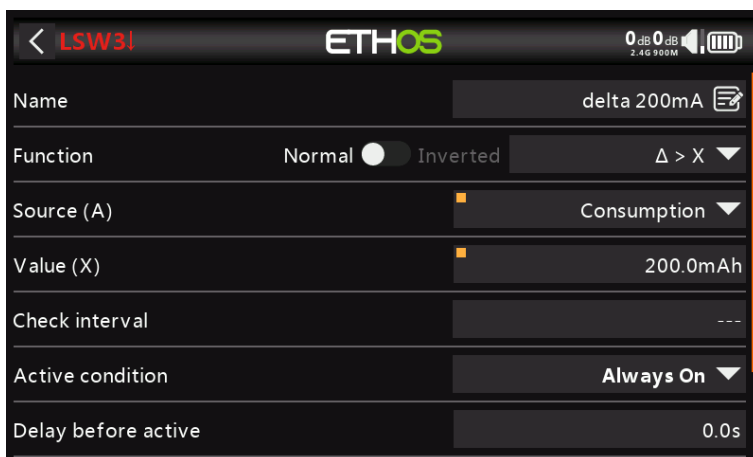 LSW3↓ ETHOS 0dB 0dB
2.4G 900M
Name delta 200mA
Function Normal Inverted Δ > X
Source (A) Consumption
Value (X) 200.0mAh
Check interval ---
Active condition Always On
Delay before active 0.0s